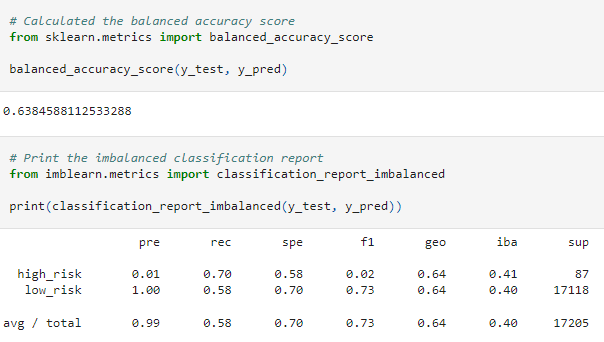 # Calculated the balanced accuracy score
from sklearn.metrics import balanced_accuracy_score
balanced_accuracy_score(y_test, y_pred)
0.6384588112533288
# Print the imbalanced classification report
from imblearn.metrics import classification_report_imbalanced
print(classification_report_imbalanced(y_test, y_pred))
pre rec spe f1 geo iba sup
high_risk 0.01 0.70 0.58 0.02 0.64 0.41 87
low_risk 1.00 0.58 0.70 0.73 0.64 0.40 17118
avg / total 0.99 0.58 0.70 0.73 0.64 0.40 17205